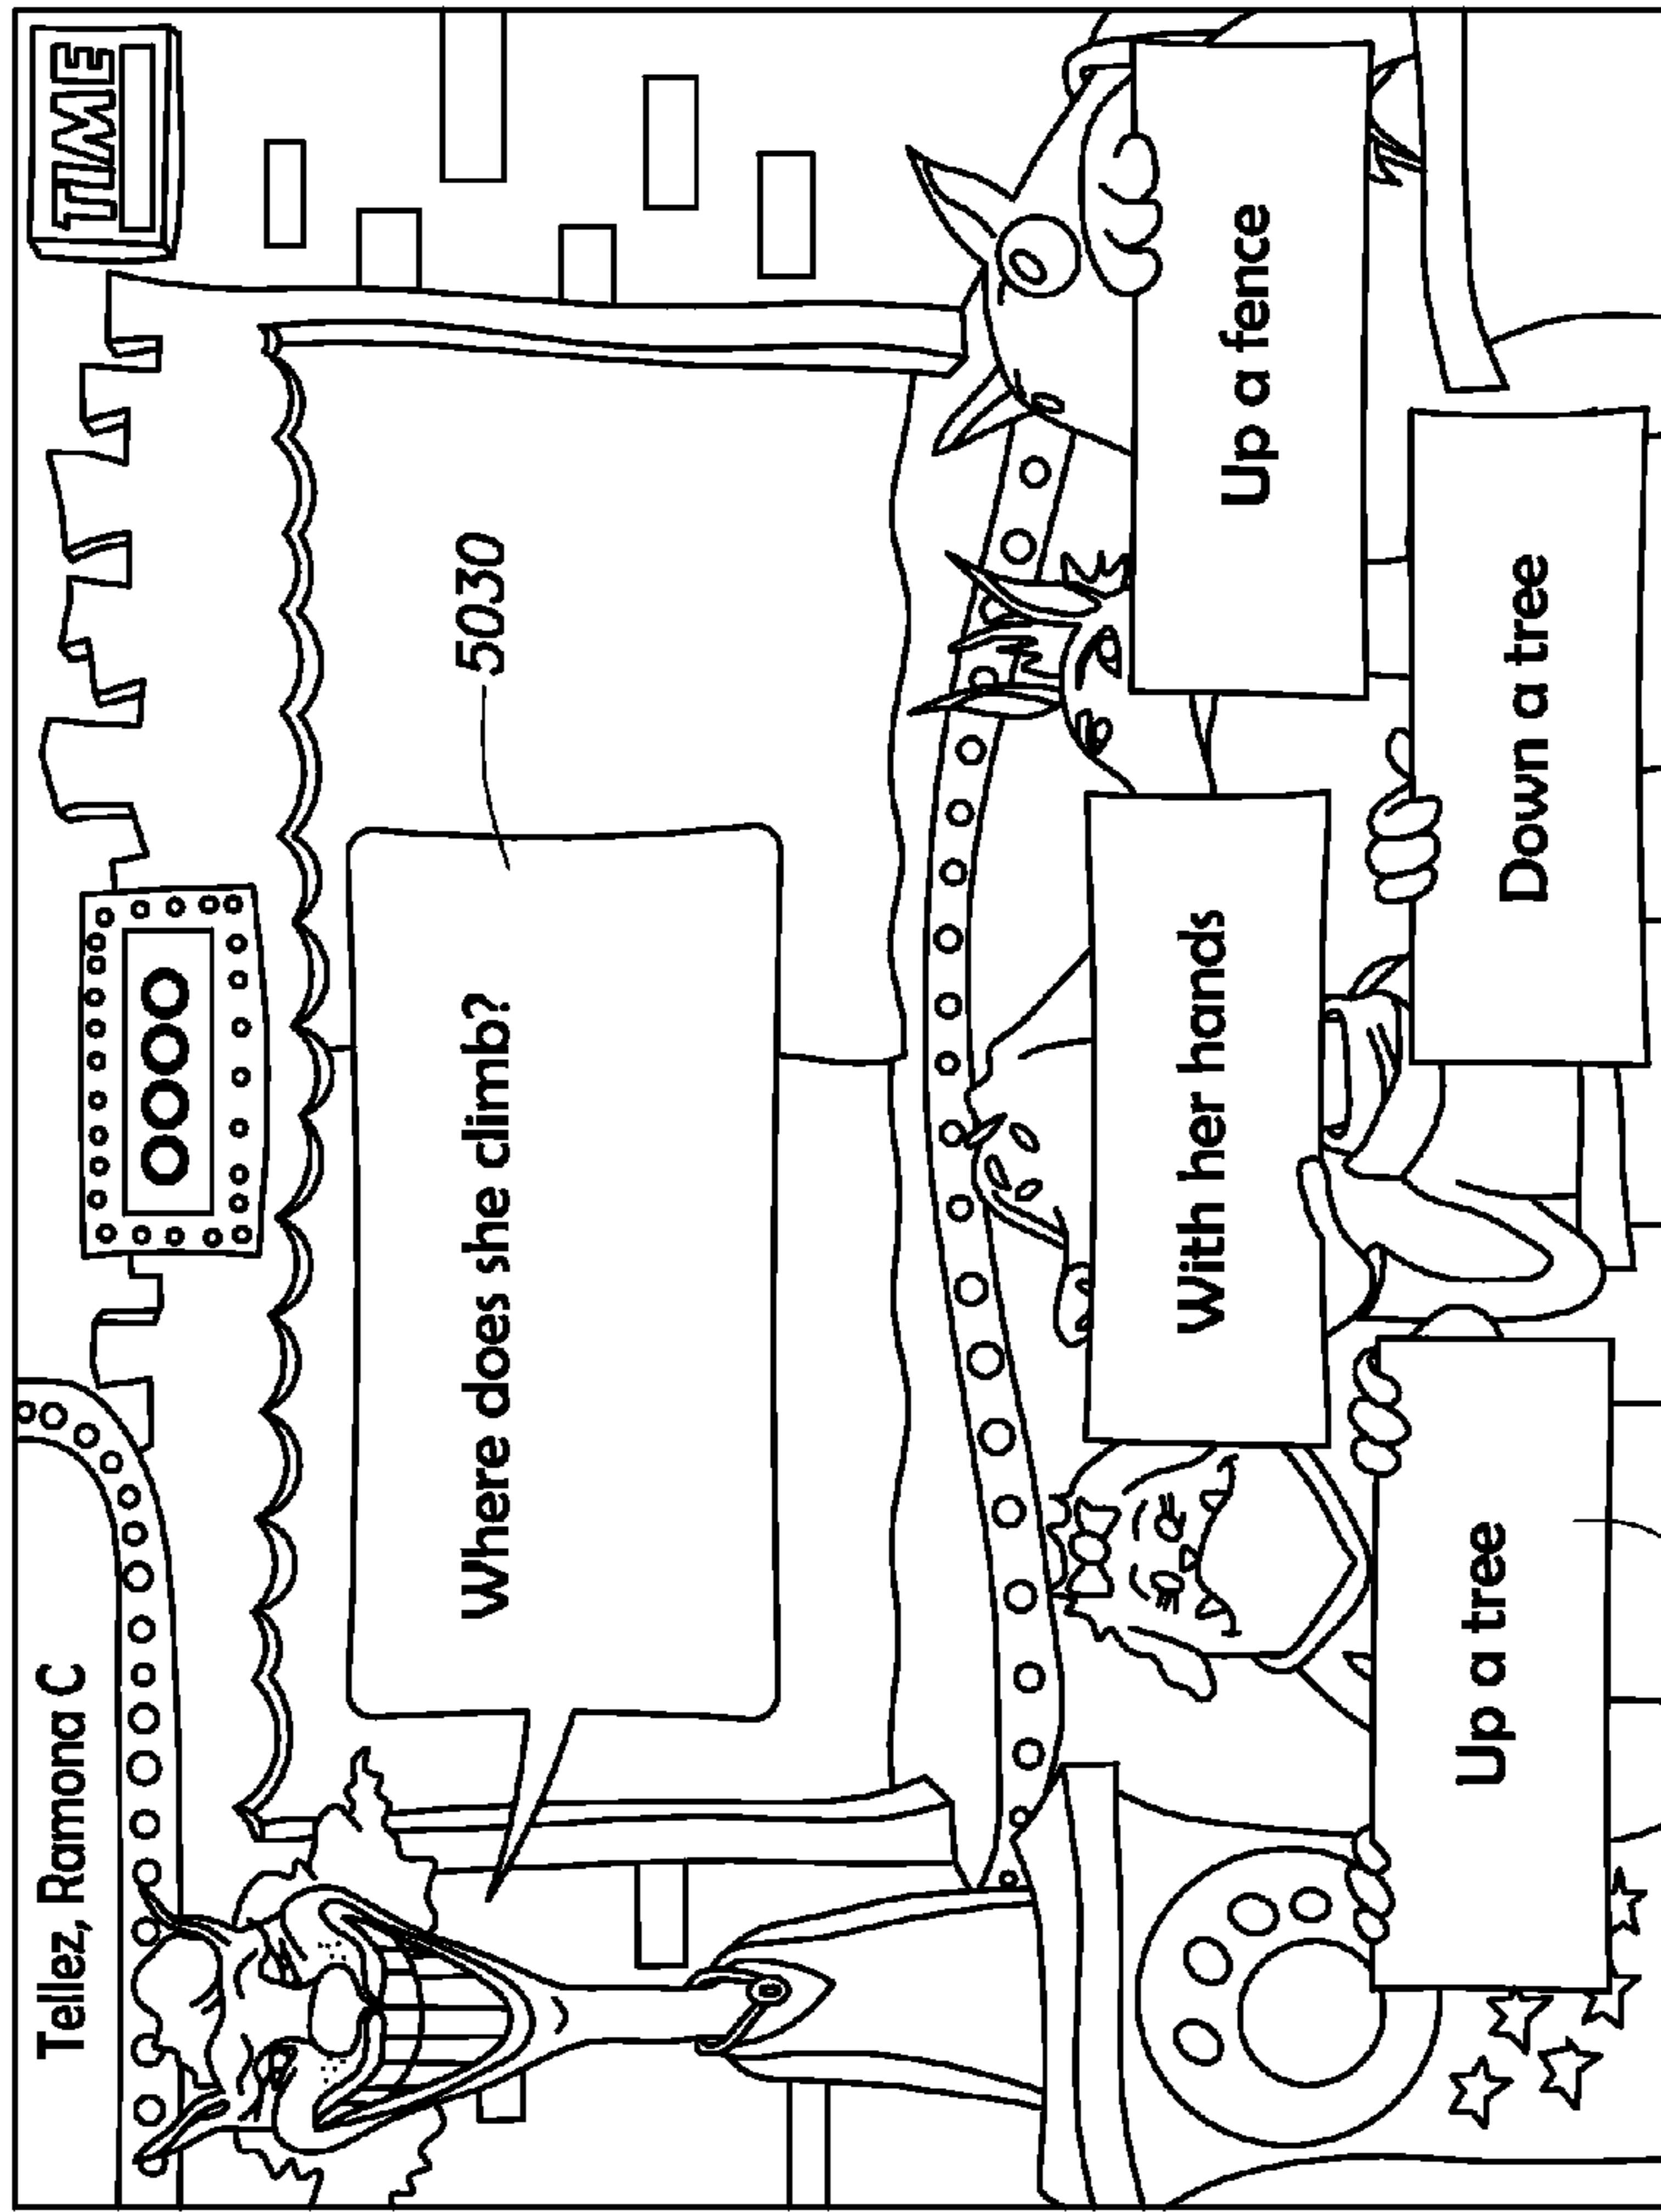 Tellez, Ramona C
0000
TIME
5030
Where does she climb?
With her hands
Up a fence
Up a tree
Down a tree